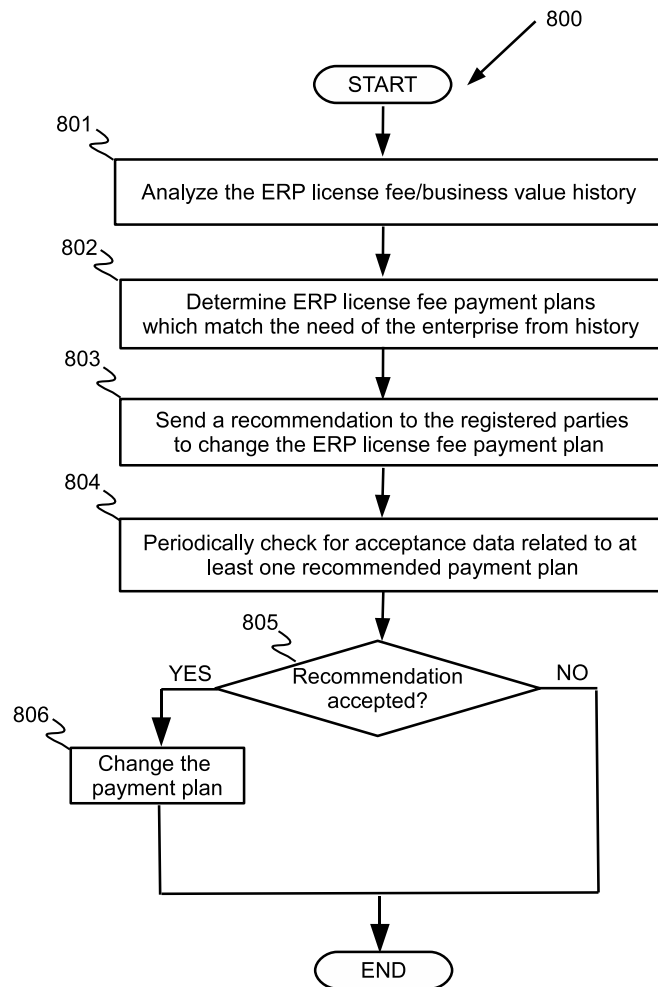 800
START
801
Analyze the ERP license fee/business value history
802
Determine ERP license fee payment plans
which match the need of the enterprise from history
803
Send a recommendation to the registered parties
to change the ERP license fee payment plan
804
Periodically check for acceptance data related to at
least one recommended payment plan
805
YES
Recommendation
accepted?
NO
806
Change the
payment plan
END